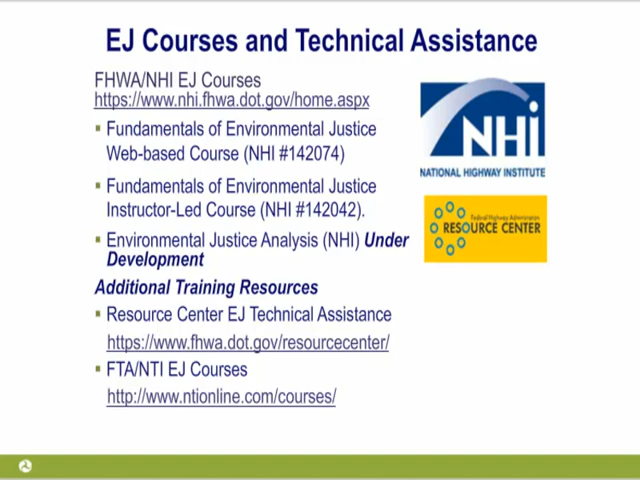 EJ Courses and Technical Assistance
FHWA/NHI EJ Courses
https://www.nhi.fhwa.dot.gov/home.aspx
▪ Fundamentals of Environmental Justice
Web-based Course (NHI #142074)
▪ Fundamentals of Environmental Justice
Instructor-Led Course (NHI #142042).
▪ Environmental Justice Analysis (NHI) Under
Development
Additional Training Resources
▪ Resource Center EJ Technical Assistance
https://www.fhwa.dot.gov/resourcecenter/
▪ FTA/NTI EJ Courses
http://www.ntionline.com/courses/
NHi
NATIONAL HIGHWAY INSTITUTE
Federal Highway Administration
RESOURCE CENTER